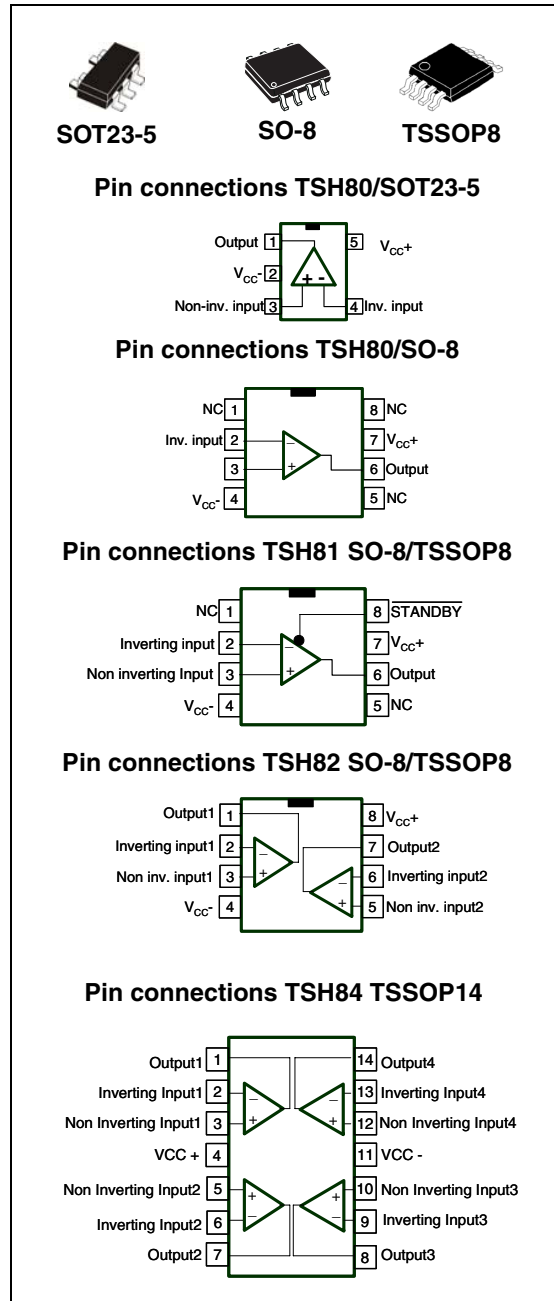 SOT23-5
SO-8
TSSOP8
Pin connections TSH80/SOT23-5
Output 1
5 VCC+
VCC- 2
+ -
Non-inv. input 3
4 Inv. input
Pin connections TSH80/SO-8
NC 1
8 NC
Inv. input 2
–
7 VCC+
3
+
6 Output
VCC- 4
5 NC
Pin connections TSH81 SO-8/TSSOP8
NC 1
8 STANDBY
Inverting input 2
–
7 VCC+
Non inverting Input 3
+
6 Output
VCC- 4
5 NC
Pin connections TSH82 SO-8/TSSOP8
Output1 1
8 VCC+
Inverting input1 2
–
7 Output2
Non inv. input1 3
+
–
6 Inverting input2
VCC- 4
+
5 Non inv. input2
Pin connections TSH84 TSSOP14
Output1 1
14 Output4
Inverting Input1 2
–
–
13 Inverting Input4
Non Inverting Input1 3
+
+
12 Non Inverting Input4
VCC + 4
11 VCC -
Non Inverting Input2 5
+
+
10 Non Inverting Input3
Inverting Input2 6
–
–
9 Inverting Input3
Output2 7
8 Output3